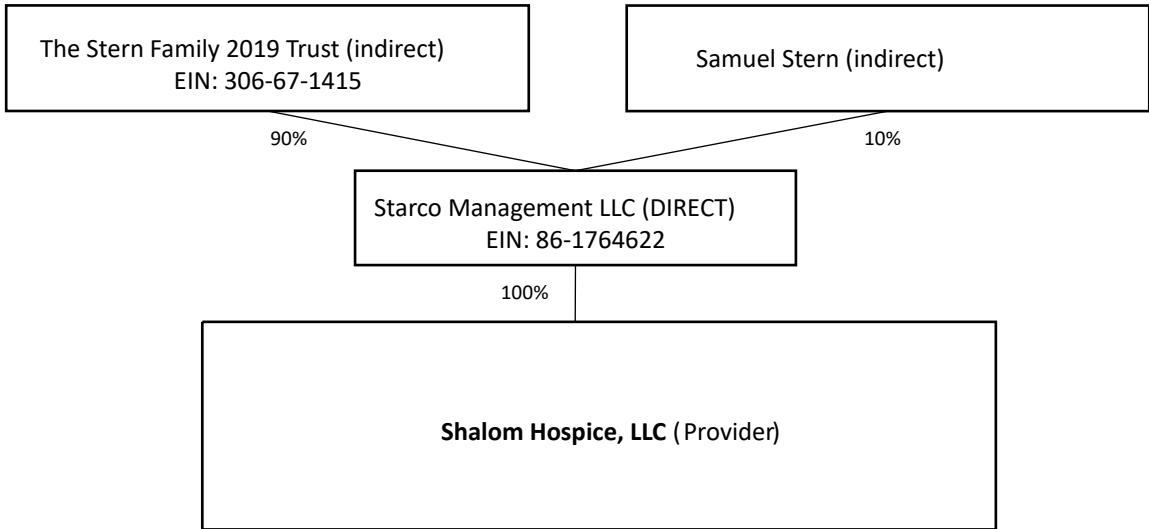 The Stern Family 2019 Trust (indirect)
EIN: 306-67-1415
Samuel Stern (indirect)
90%
10%
Starco Management LLC (DIRECT)
EIN: 86-1764622
100%
Shalom Hospice, LLC (Provider)